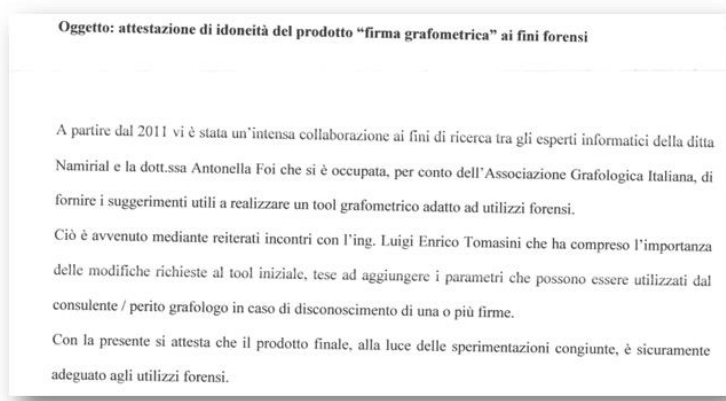 Oggetto: attestazione di idoneità del prodotto “firma grafometrica” ai fini forensi
A partire dal 2011 vi è stata un’intensa collaborazione ai fini di ricerca tra gli esperti informatici della ditta
Namirial e la dott.ssa Antonella Foi che si è occupata, per conto dell’Associazione Grafologica Italiana, di
fornire i suggerimenti utili a realizzare un tool grafometrico adatto ad utilizzi forensi.
Ciò è avvenuto mediante reiterati incontri con l’ing. Luigi Enrico Tomasini che ha compreso l’importanza
delle modifiche richieste al tool iniziale, tese ad aggiungere i parametri che possono essere utilizzati dal
consulente / perito grafologo in caso di disconoscimento di una o più firme.
Con la presente si attesta che il prodotto finale, alla luce delle sperimentazioni congiunte, è sicuramente
adeguato agli utilizzi forensi.